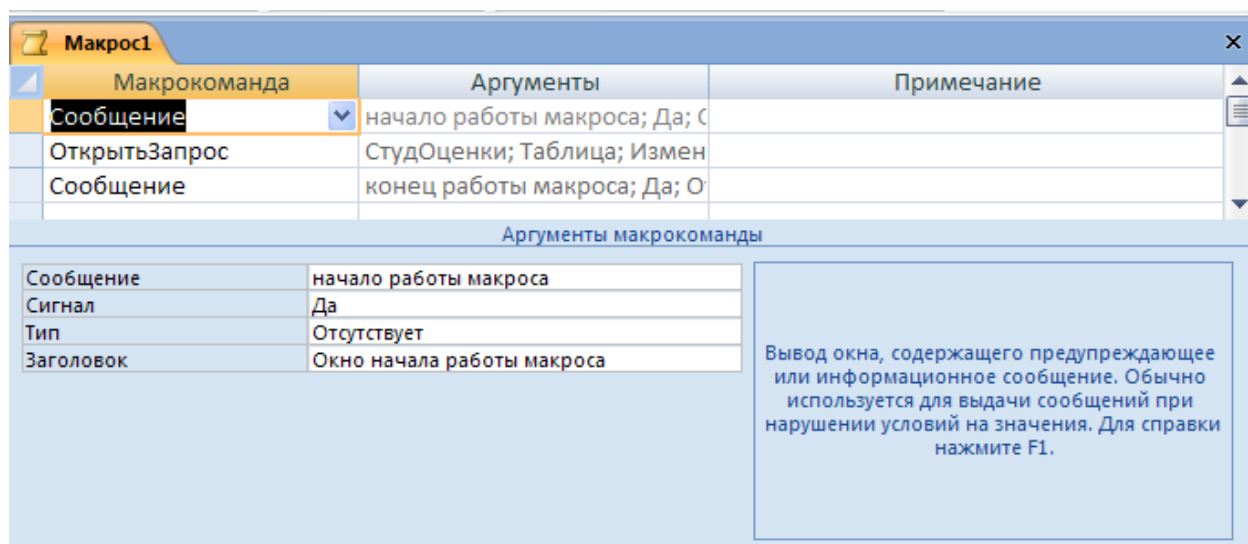 Макрос1
Макрокоманда Аргументы Примечание
Сообщение начало работы макроса; Да; О
ОткрытьЗапрос СтудОценки; Таблица; Измен
Сообщение конец работы макроса; Да; О
Аргументы макрокоманды
Сообщение начало работы макроса
Сигнал Да
Тип Отсутствует
Заголовок Окно начала работы макроса
Вывод окна, содержащего предупреждающее
или информационное сообщение. Обычно
используется для выдачи сообщений при
нарушении условий на значения. Для справки
нажмите F1.